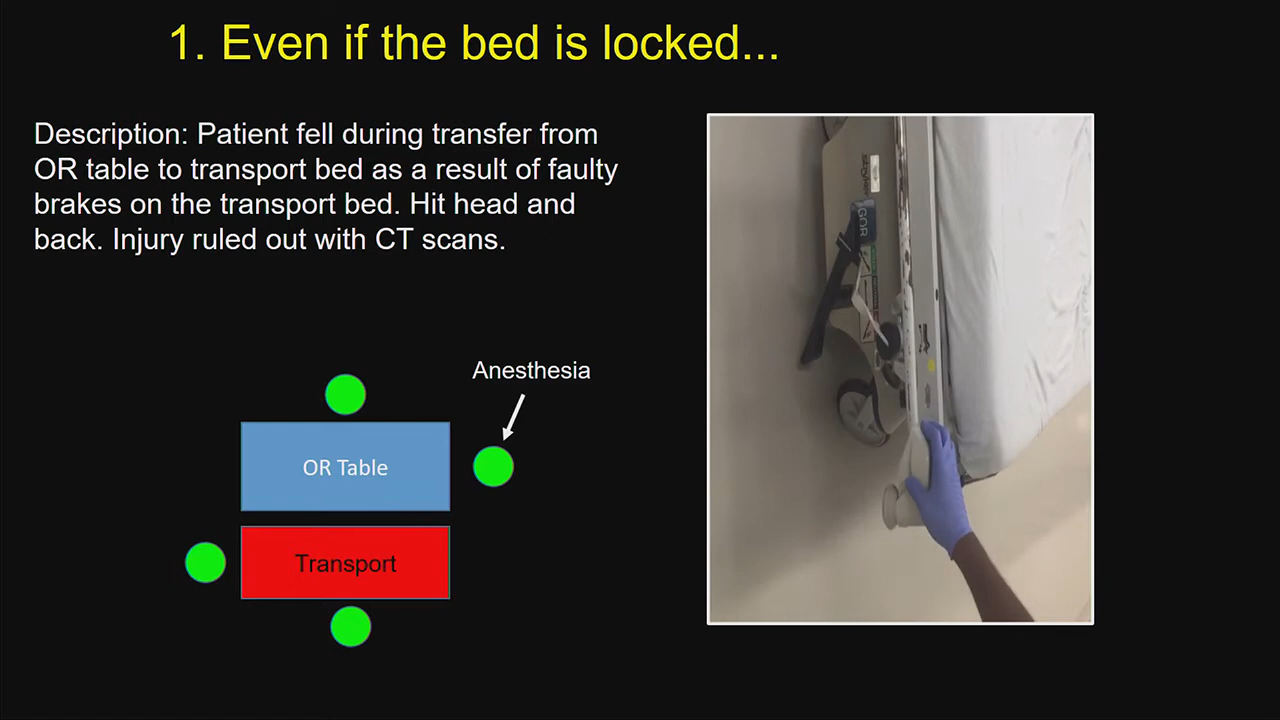 1. Even if the bed is locked...
Description: Patient fell during transfer from
OR table to transport bed as a result of faulty
brakes on the transport bed. Hit head and
back. Injury ruled out with CT scans.
Anesthesia
OR Table
Transport
stryker